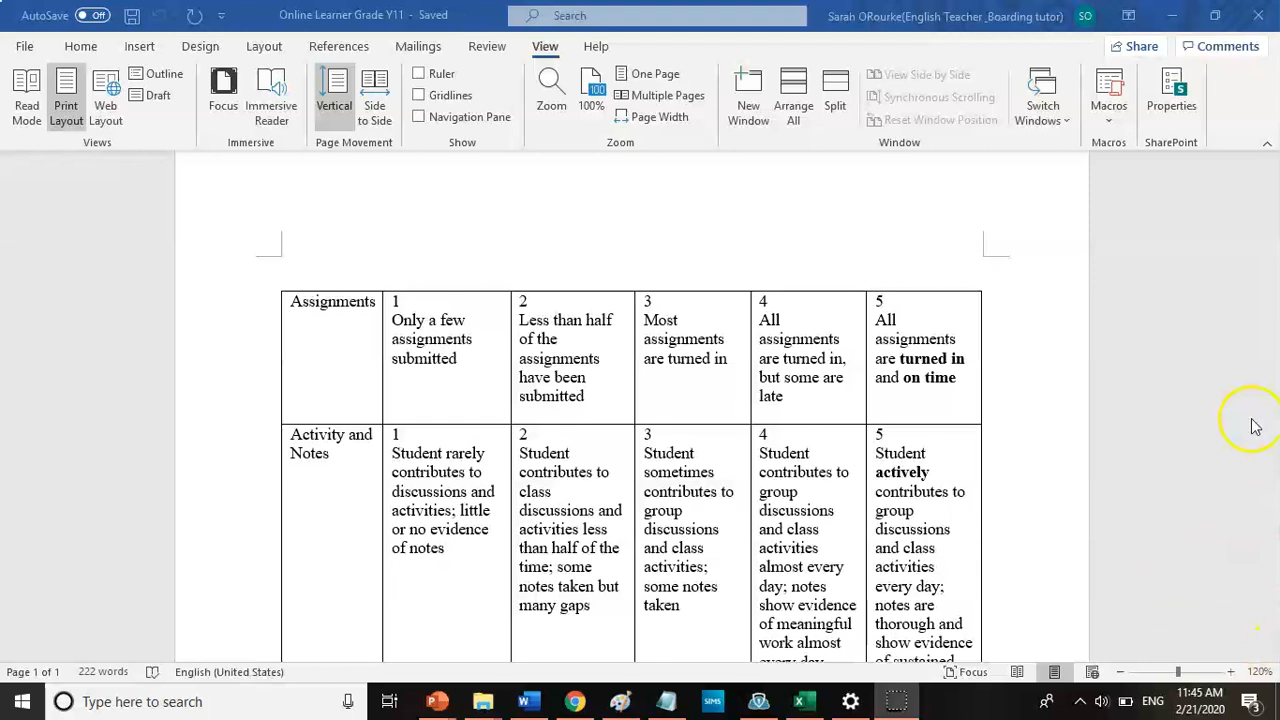 AutoSave Off Online Learner Grade Y11 - Saved Search Sarah ORourke(English Teacher_Boarding tutor) SO
File Home Insert Design Layout References Mailings Review View Help Share Comments
Read Mode
Print Layout
Web Layout
Outline
Draft
Views
Focus
Immersive Reader
Immersive
Vertical
Side to Side
Page Movement
Ruler
Gridlines
Navigation Pane
Show
Zoom
100
100%
One Page
Multiple Pages
Page Width
Zoom
New Window
Arrange All
Split
View Side by Side
Synchronous Scrolling
Reset Window Position
Window
Switch Windows
Macros
Macros
Properties
SharePoint
Assignments
1
Only a few
assignments
submitted
2
Less than half
of the
assignments
have been
submitted
3
Most
assignments
are turned in
4
All
assignments
are turned in,
but some are
late
5
All
assignments
are turned in
and on time
Activity and
Notes
1
Student rarely
contributes to
discussions and
activities; little
or no evidence
of notes
2
Student
contributes to
class
discussions and
activities less
than half of the
time; some
notes taken but
many gaps
3
Student
sometimes
contributes to
group
discussions
and class
activities;
some notes
taken
4
Student
contributes to
group
discussions
and class
activities
almost every
day; notes
show evidence
of meaningful
work almost
every day
5
Student
actively
contributes to
group
discussions
and class
activities
every day;
notes are
thorough and
show evidence
of sustained
Page 1 of 1 222 words English (United States) Focus 120%
Type here to search SIMS ENG 11:45 AM
2/21/2020 3